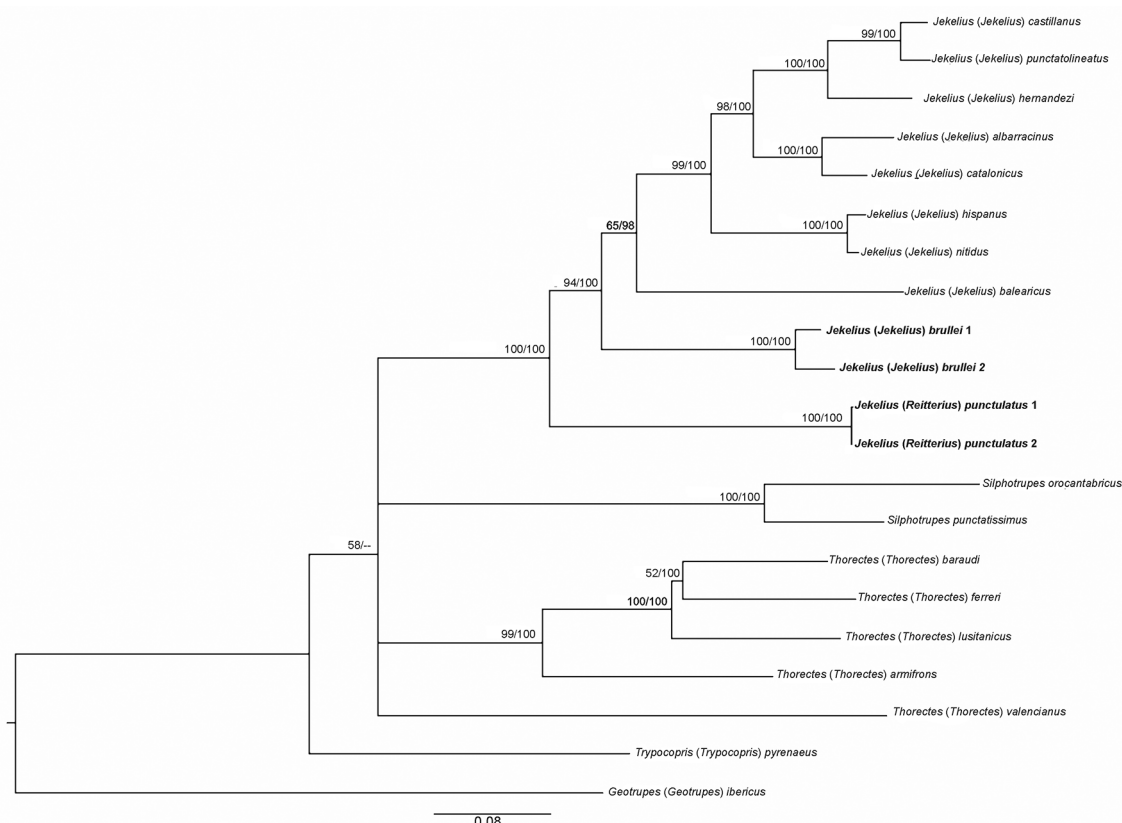 Jekelius (Jekelius) castillanus
99/100
Jekelius (Jekelius) punctatolineatus
100/100
Jekelius (Jekelius) hernandezi
98/100
Jekelius (Jekelius) albarracinus
100/100
Jekelius (Jekelius) catalonicus
99/100
Jekelius (Jekelius) hispanus
100/100
Jekelius (Jekelius) nitidus
65/98
Jekelius (Jekelius) balearicus
94/100
Jekelius (Jekelius) brullei 1
100/100
Jekelius (Jekelius) brullei 2
100/100
Jekelius (Reitterius) punctulatus 1
100/100
Jekelius (Reitterius) punctulatus 2
Silphotrupes orocantabricus
100/100
Silphotrupes punctatissimus
58/--
Thorectes (Thorectes) baraudi
52/100
Thorectes (Thorectes) ferreri
100/100
Thorectes (Thorectes) lusitanicus
99/100
Thorectes (Thorectes) armifrons
Thorectes (Thorectes) valencianus
Trypocopris (Trypocopris) pyrenaeus
Geotrupes (Geotrupes) ibericus
0.08